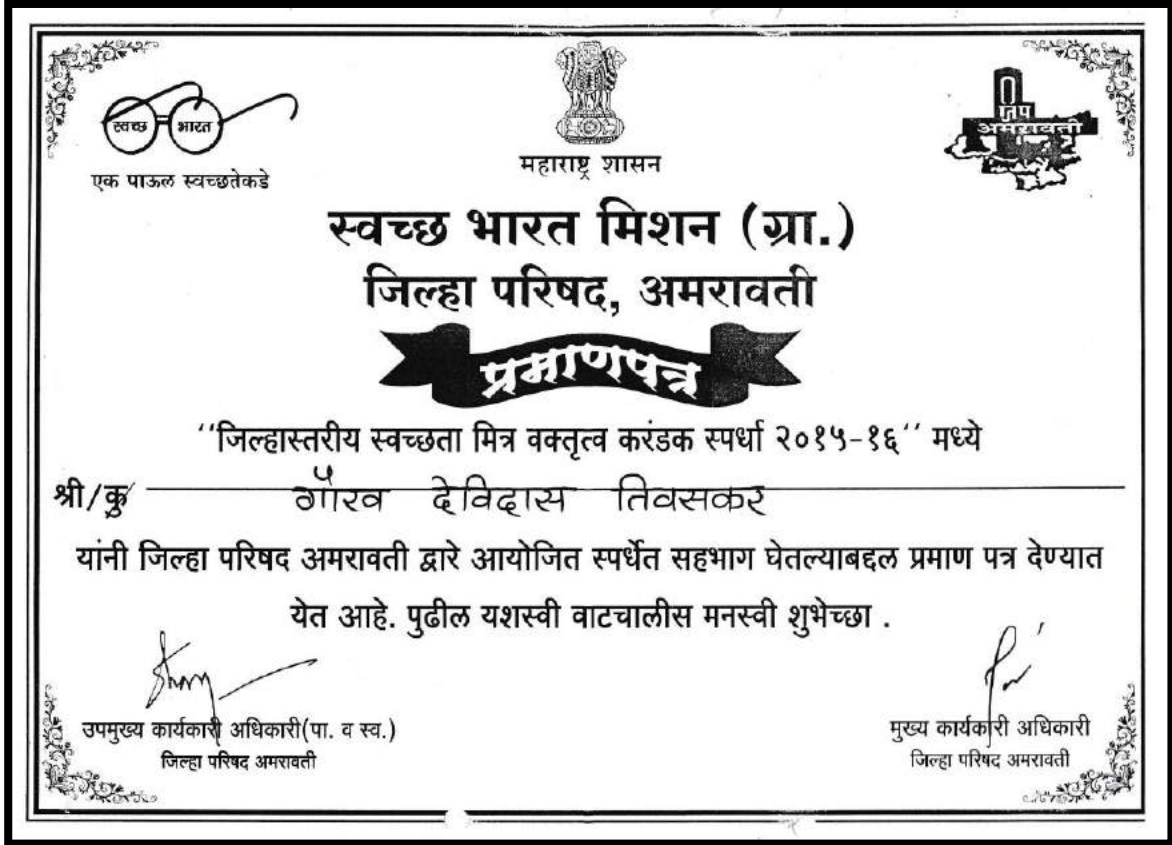 स्वच्छ भारत
एक पाऊल स्वच्छतेकडे
महाराष्ट्र शासन
जिप
अमरावती
स्वच्छ भारत मिशन (ग्रा.)
जिल्हा परिषद, अमरावती
प्रमाणपत्र
‘‘जिल्हास्तरीय स्वच्छता मित्र वक्तृत्व करंडक स्पर्धा २०१५-१६’’ मध्ये
श्री/कु गौरव देविदास तिवसकर
यांनी जिल्हा परिषद अमरावती द्वारे आयोजित स्पर्धेत सहभाग घेतल्याबद्दल प्रमाण पत्र देण्यात
येत आहे. पुढील यशस्वी वाटचालीस मनस्वी शुभेच्छा .
उपमुख्य कार्यकारी अधिकारी(पा. व स्व.)
जिल्हा परिषद अमरावती
मुख्य कार्यकारी अधिकारी
जिल्हा परिषद अमरावती